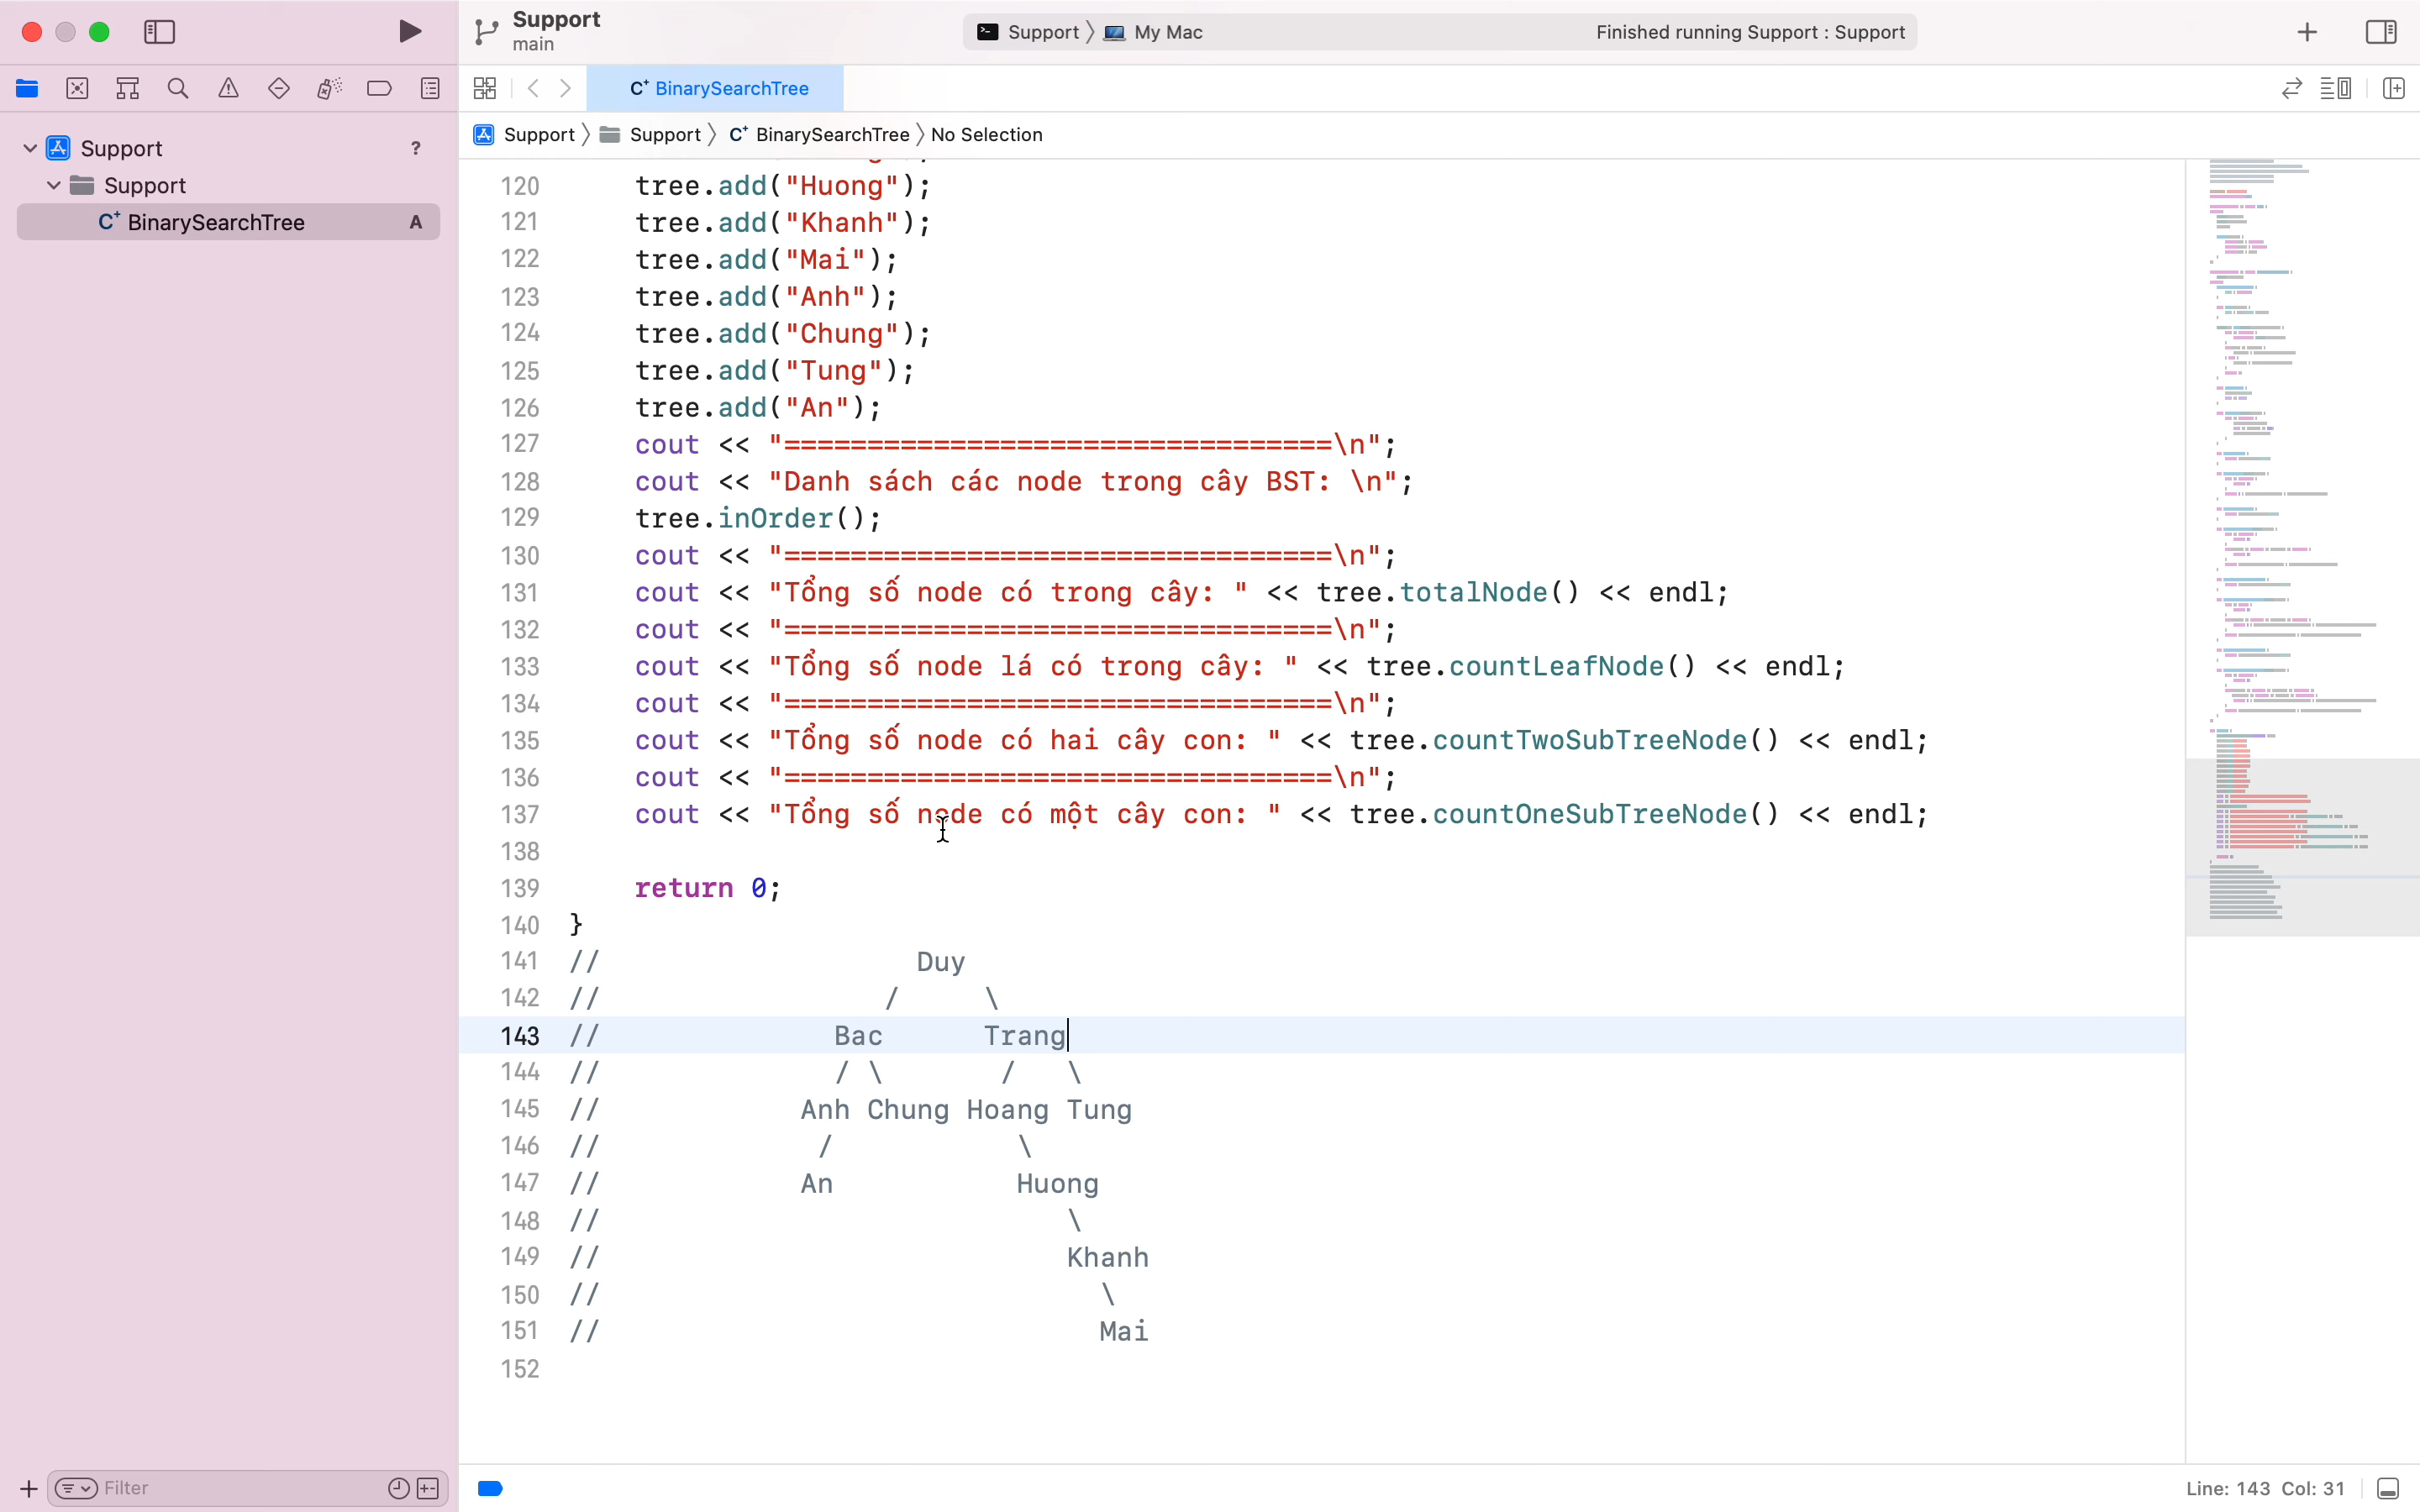 Support
main
Support 〉 My Mac
Finished running Support : Support
C+ BinarySearchTree
Support 〉 Support 〉 C+ BinarySearchTree 〉 No Selection
Support ?
Support
C+ BinarySearchTree A
120 tree.add("Huong");
121 tree.add("Khanh");
122 tree.add("Mai");
123 tree.add("Anh");
124 tree.add("Chung");
125 tree.add("Tung");
126 tree.add("An");
127 cout << "=================================\n";
128 cout << "Danh sách các node trong cây BST: \n";
129 tree.inOrder();
130 cout << "=================================\n";
131 cout << "Tổng số node có trong cây: " << tree.totalNode() << endl;
132 cout << "=================================\n";
133 cout << "Tổng số node lá có trong cây: " << tree.countLeafNode() << endl;
134 cout << "=================================\n";
135 cout << "Tổng số node có hai cây con: " << tree.countTwoSubTreeNode() << endl;
136 cout << "=================================\n";
137 cout << "Tổng số node có một cây con: " << tree.countOneSubTreeNode() << endl;
138
139 return 0;
140 }
141 //                   Duy
142 //                 /     \
143 //              Bac      Trang
144 //              / \       /   \
145 //            Anh Chung Hoang Tung
146 //             /           \
147 //            An           Huong
148 //                            \
149 //                            Khanh
150 //                              \
151 //                              Mai
152
Filter
Line: 143 Col: 31